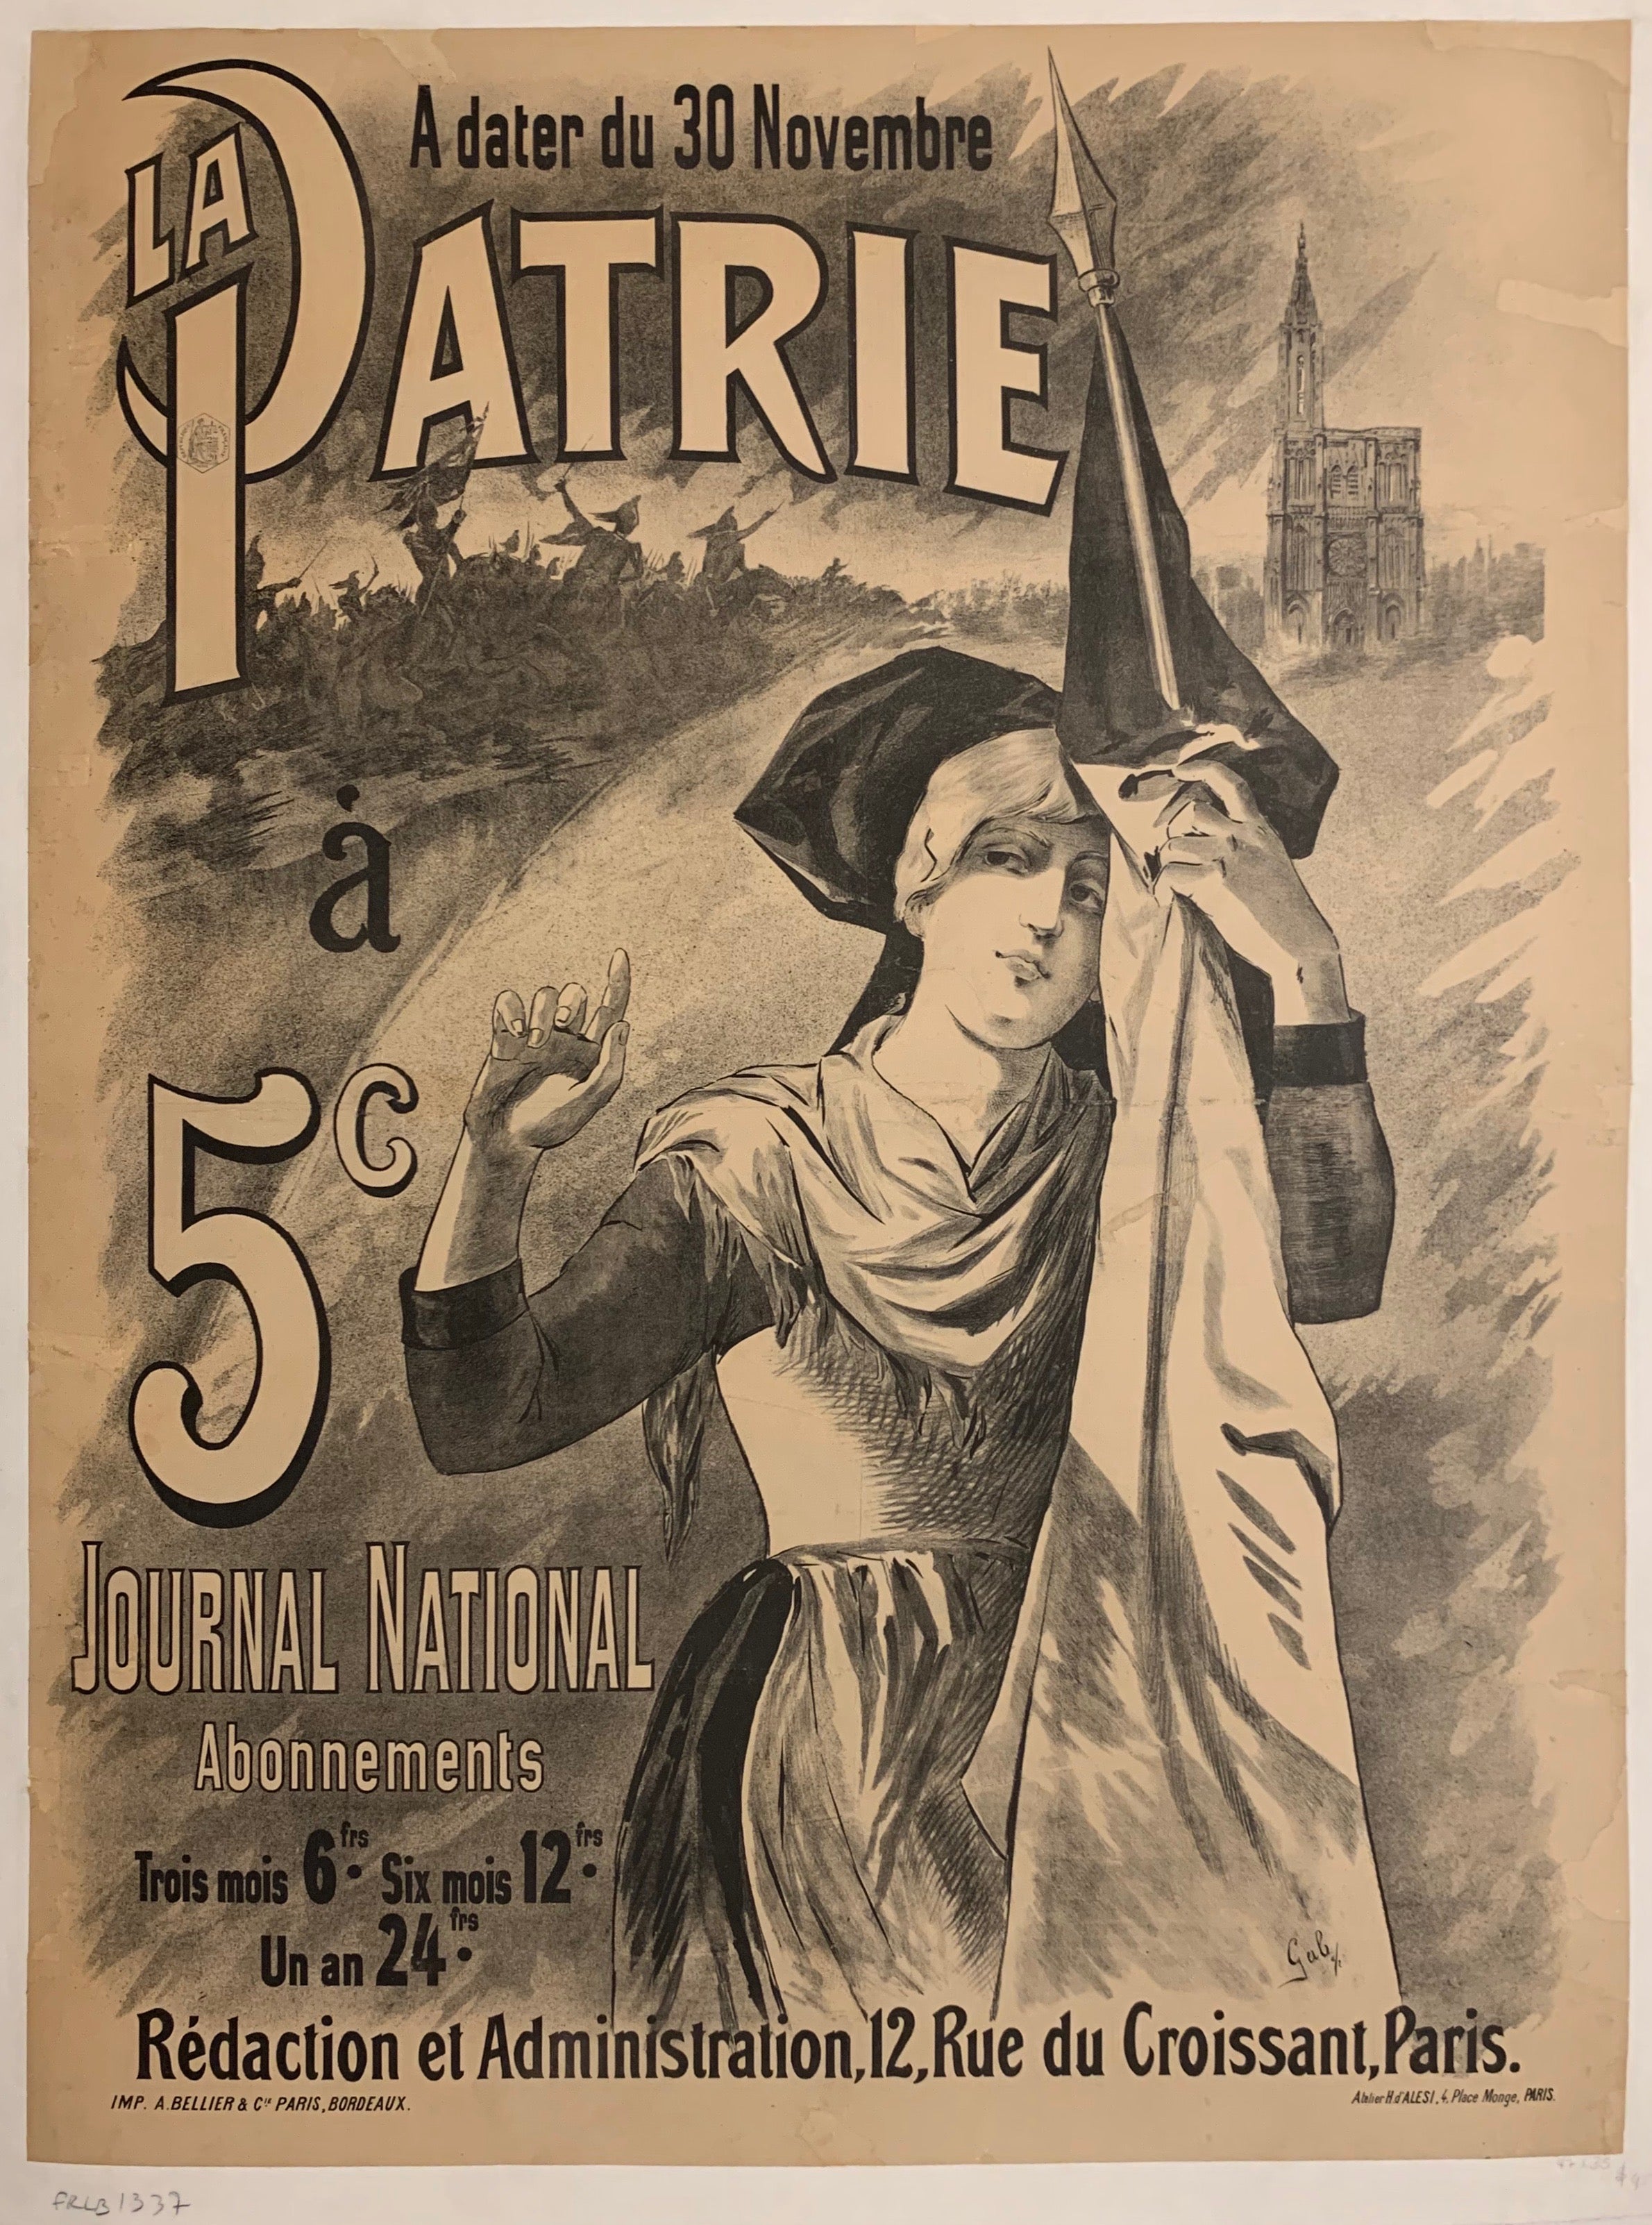 A dater du 30 Novembre
LA PATRIE
à
5c
JOURNAL NATIONAL
Abonnements
Trois mois 6frs. Six mois 12frs.
Un an 24frs.
Gaby.
Rédaction et Administration, 12, Rue du Croissant, Paris.
IMP. A. BELLIER & Cie PARIS, BORDEAUX.
Atelier H. d'ALESI, 4, Place Monge, PARIS.
FRLB1337